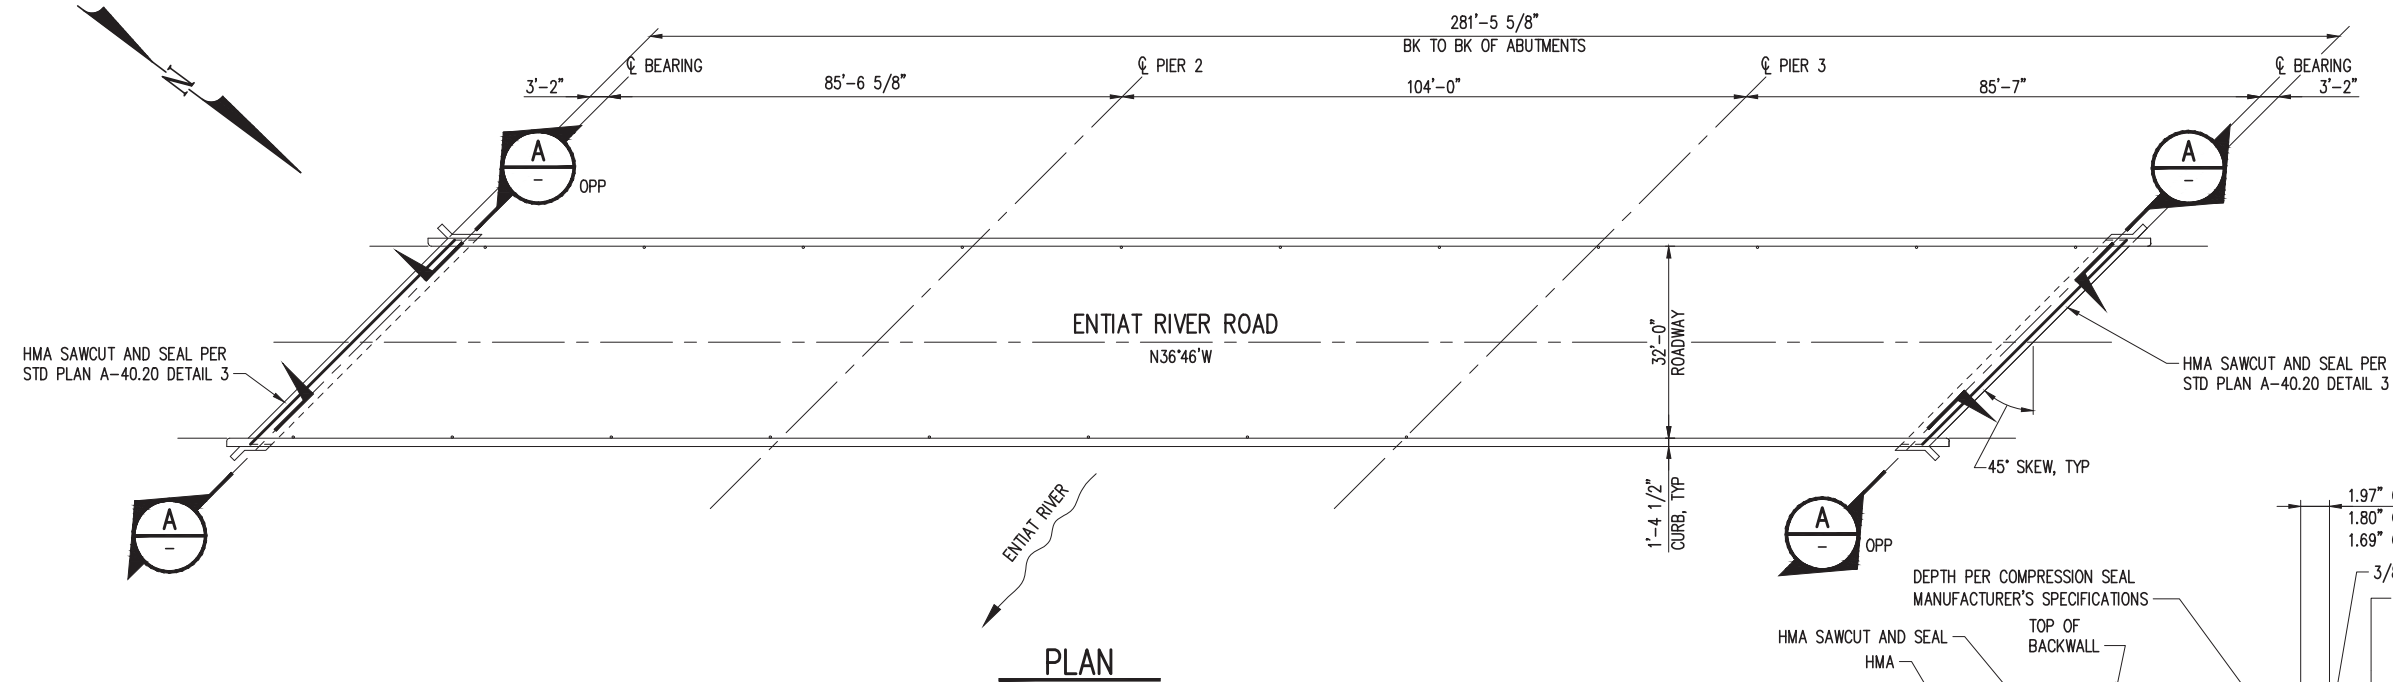 281'-5 5/8"
BK TO BK OF ABUTMENTS
℄ BEARING
℄ PIER 2
℄ PIER 3
℄ BEARING
3'-2"
85'-6 5/8"
104'-0"
85'-7"
3'-2"
N
A
-
OPP
A
-
ENTIAT RIVER ROAD
N36°46'W
32'-0"
ROADWAY
HMA SAWCUT AND SEAL PER
STD PLAN A-40.20 DETAIL 3
HMA SAWCUT AND SEAL PER
STD PLAN A-40.20 DETAIL 3
45° SKEW, TYP
A
-
ENTIAT RIVER
1'-4 1/2"
CURB, TYP
A
-
OPP
1.97" (
1.80" (
1.69" (
3/8
DEPTH PER COMPRESSION SEAL
MANUFACTURER'S SPECIFICATIONS
TOP OF
BACKWALL
HMA SAWCUT AND SEAL
HMA
PLAN